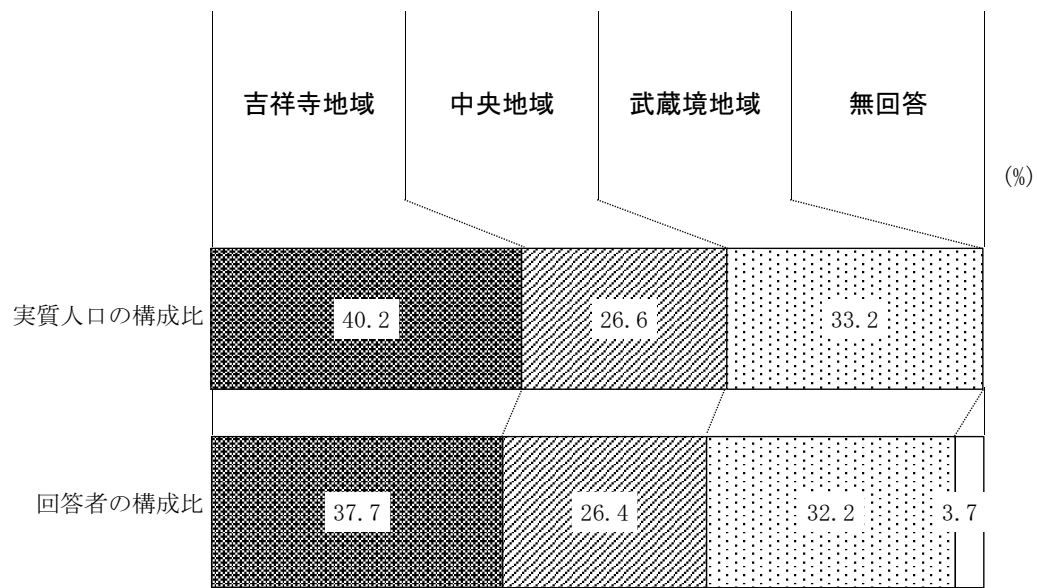 吉祥寺地域 中央地域 武蔵境地域 無回答
(%)
実質人口の構成比 40.2 26.6 33.2
回答者の構成比 37.7 26.4 32.2 3.7